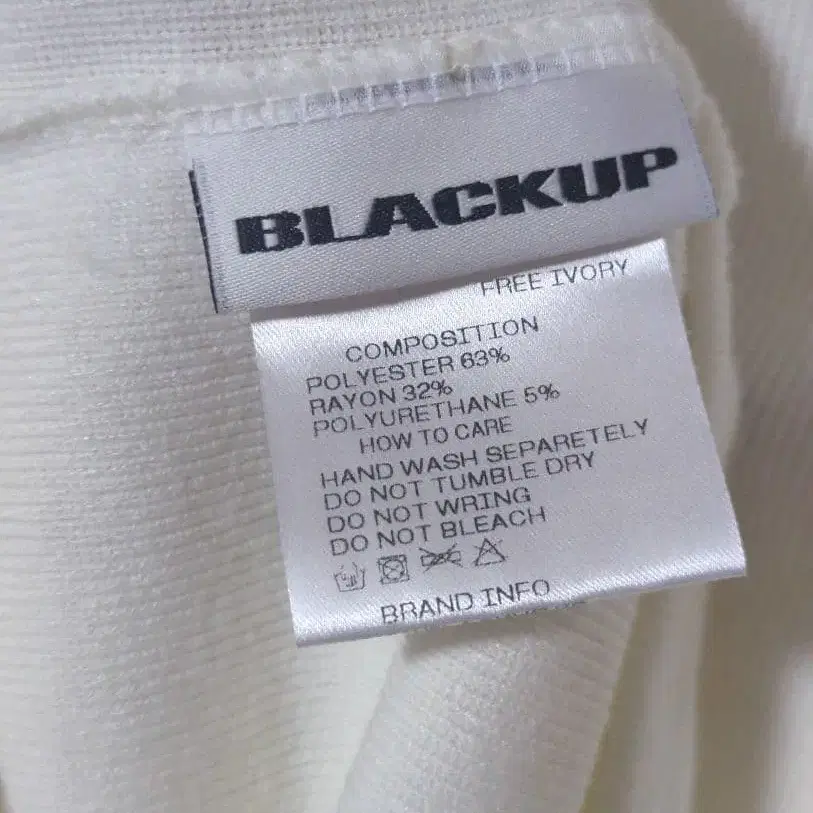 BLACKUP
FREE IVORY
COMPOSITION
POLYESTER 63%
RAYON 32%
POLYURETHANE 5%
HOW TO CARE
HAND WASH SEPARETELY
DO NOT TUMBLE DRY
DO NOT WRING
DO NOT BLEACH
BRAND INFO